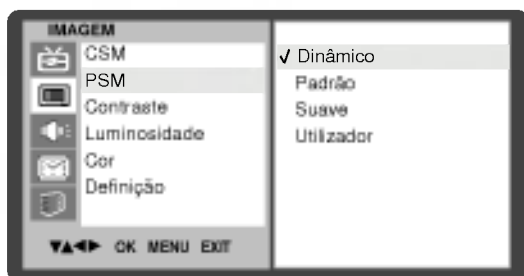 IMAGEM
CSM
PSM
Contraste
Luminosidade
Cor
Definição
▼▲◀▶ OK MENU EXIT
✓ Dinâmico
Padrão
Suave
Utilizador